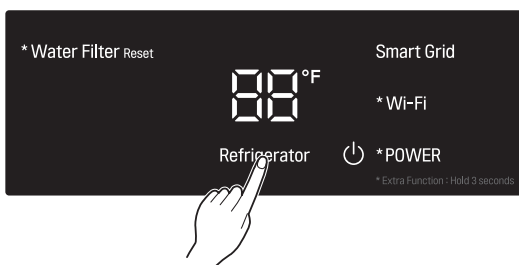 * Water Filter Reset
88°F
Refrigerator
Smart Grid
* Wi-Fi
* POWER
* Extra Function : Hold 3 seconds